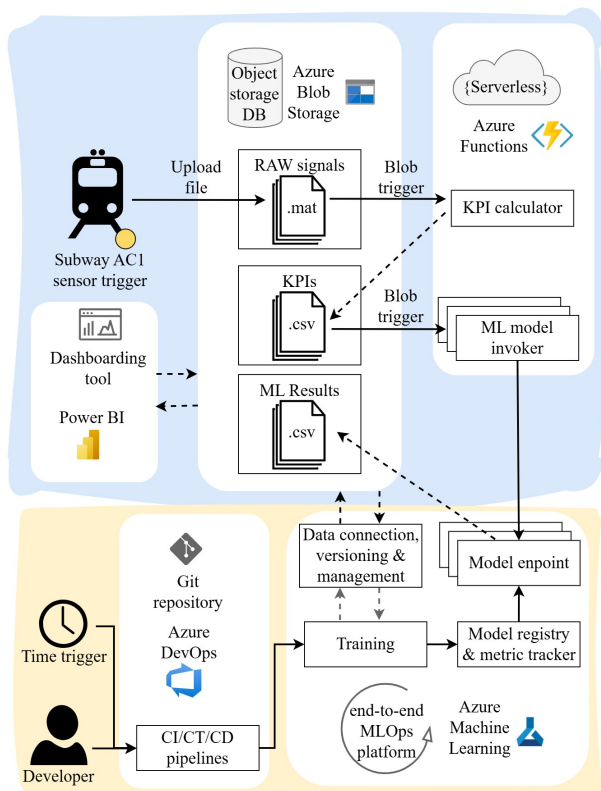 Object
storage
DB
Azure
Blob
Storage
{Serverless}
Azure
Functions
Upload
file
RAW signals
.mat
Blob
trigger
KPI calculator
Subway AC1
sensor trigger
KPIs
.csv
Blob
trigger
ML model
invoker
Dashboarding
tool
Power BI
ML Results
.csv
Data connection,
versioning &
management
Model enpoint
Git
repository
Azure
DevOps
Time trigger
Training
Model registry
& metric tracker
CI/CT/CD
pipelines
Developer
end-to-end
MLOps
platform
Azure
Machine
Learning